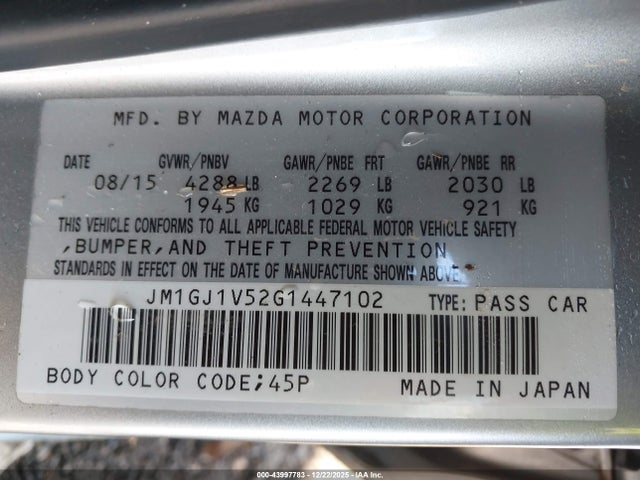 MFD. BY MAZDA MOTOR CORPORATION
DATE GVWR/PNBV GAWR/PNBE FRT GAWR/PNBE RR
08/15 4288 LB 2269 LB 2030 LB
1945 KG 1029 KG 921 KG
THIS VEHICLE CONFORMS TO ALL APPLICABLE FEDERAL MOTOR VEHICLE SAFETY
,BUMPER,AND THEFT PREVENTION
STANDARDS IN EFFECT ON THE DATE OF MANUFACTURE SHOWN ABOVE.
JM1GJ1V52G1447102 TYPE: PASS CAR
BODY COLOR CODE;45P MADE IN JAPAN
© IAA, Inc. · 43997783 · 12/22/2025 · IAA, Inc.